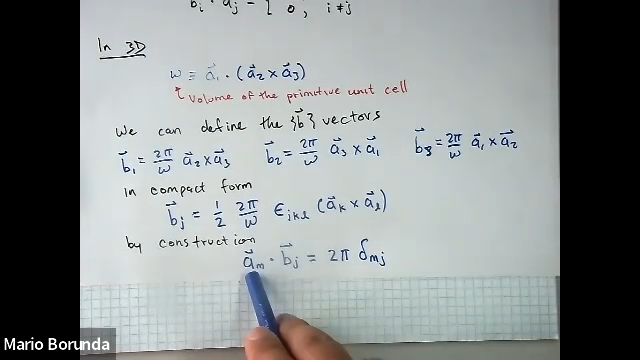 b⃗ᵢ · a⃗ⱼ = { 0 ; i ≠ j
In 3D
w ≡ a⃗₁ · (a⃗₂ × a⃗₃)
↑ Volume of the primitive unit cell
We can define the {b⃗} vectors
b⃗₁ = 2π/w a⃗₂ × a⃗₃   b⃗₂ = 2π/w a⃗₃ × a⃗₁   b⃗₃ = 2π/w a⃗₁ × a⃗₂
In compact form
b⃗ⱼ = 1/2 2π/w ϵⱼₖₗ (a⃗ₖ × a⃗ₗ)
by construction
a⃗ₘ · b⃗ⱼ = 2π δₘⱼ
Mario Borunda